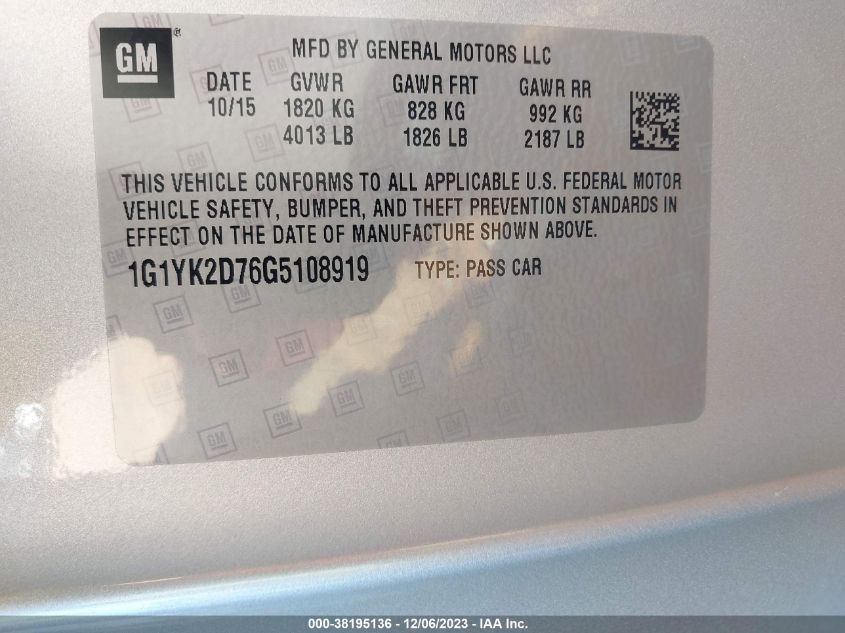 GM®
MFD BY GENERAL MOTORS LLC
DATE GVWR GAWR FRT GAWR RR
10/15 1820 KG 828 KG 992 KG
4013 LB 1826 LB 2187 LB
THIS VEHICLE CONFORMS TO ALL APPLICABLE U.S. FEDERAL MOTOR
VEHICLE SAFETY, BUMPER, AND THEFT PREVENTION STANDARDS IN
EFFECT ON THE DATE OF MANUFACTURE SHOWN ABOVE.
1G1YK2D76G5108919 TYPE: PASS CAR
000-38195136 - 12/06/2023 - IAA Inc.